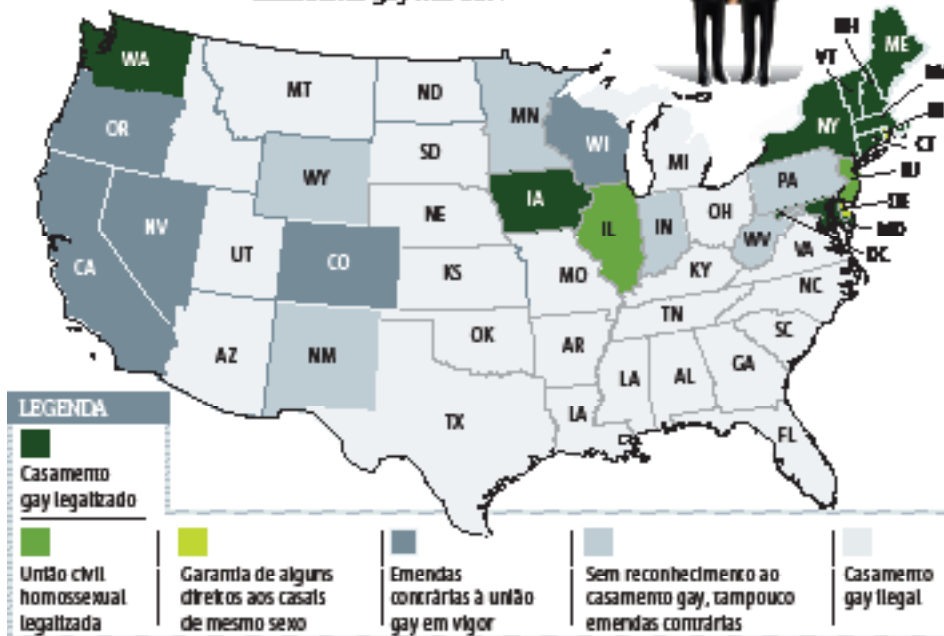 WA
ME
NH
VT
MT
ND
MN
OR
NY
WI
SD
MI
CT
WY
PA
NJ
IA
NE
OH
DE
NV
IL
IN
WV
MD
UT
CO
VA
DC
CA
KS
MO
KY
NC
TN
OK
SC
AZ
NM
AR
GA
LA
AL
LA
TX
FL
LEGENDA
Casamento
gay legalizado
União civil
homossexual
legalizada
Garantia de alguns
direitos aos casais
de mesmo sexo
Emendas
contrárias à união
gay em vigor
Sem reconhecimento ao
casamento gay, tampouco
emendas contrárias
Casamento
gay ilegal